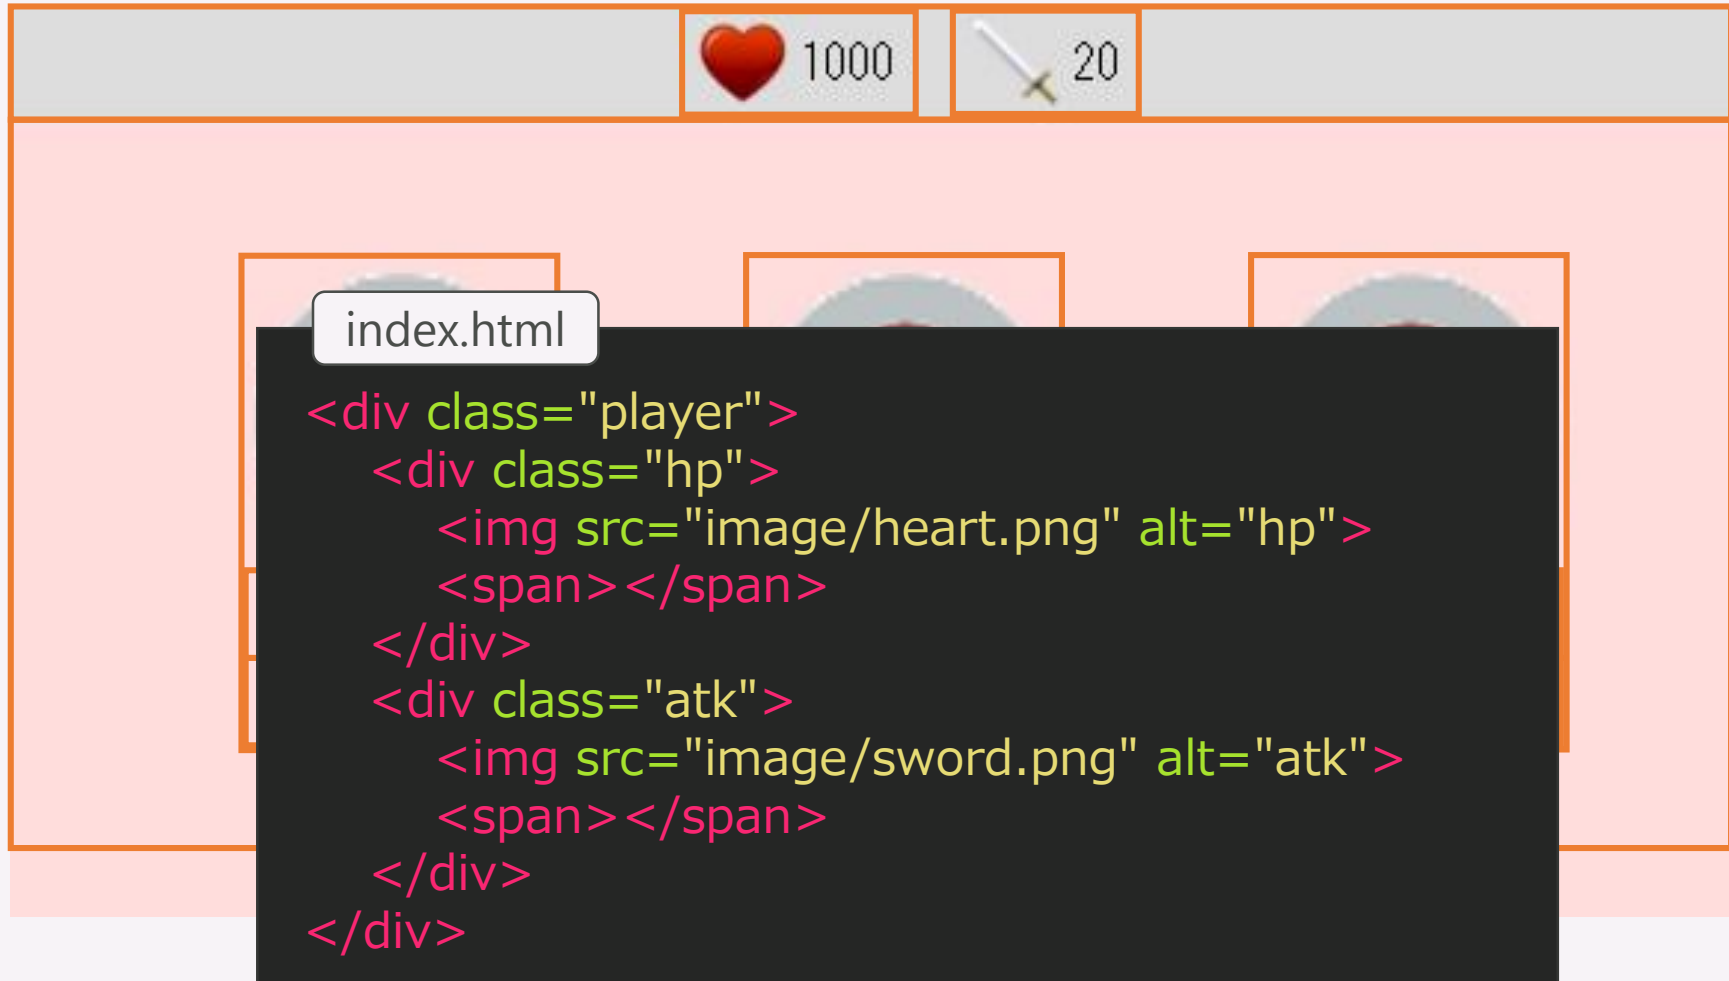 1000
20
index.html
<div class="player">
<div class="hp">
<img src="image/heart.png" alt="hp">
<span></span>
</div>
<div class="atk">
<img src="image/sword.png" alt="atk">
<span></span>
</div>
</div>